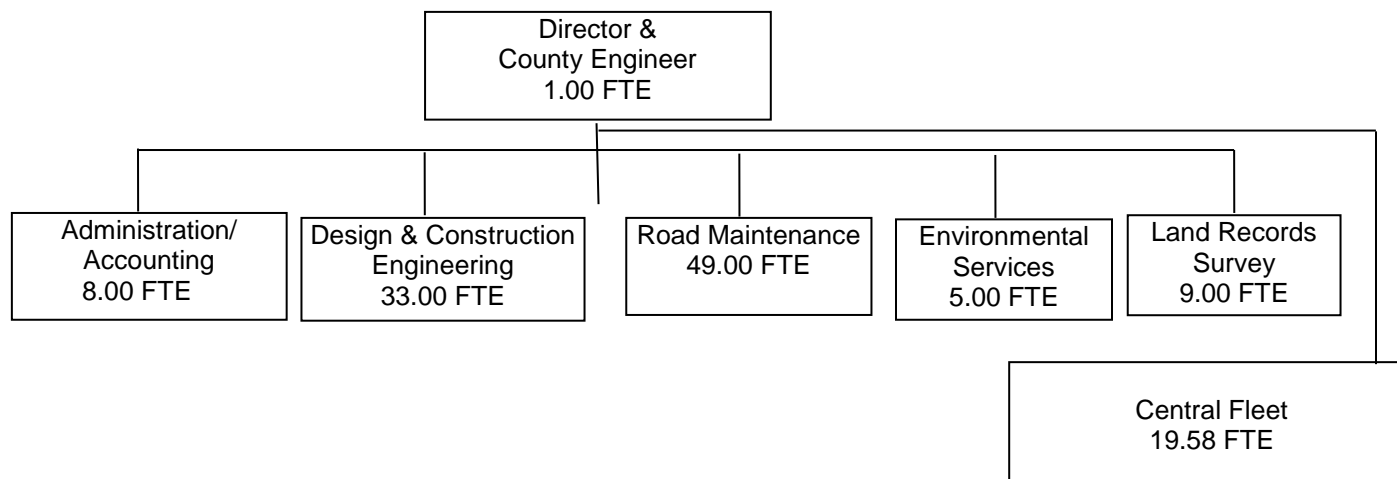 Director &
County Engineer
1.00 FTE
Administration/
Accounting
8.00 FTE
Design & Construction
Engineering
33.00 FTE
Road Maintenance
49.00 FTE
Environmental
Services
5.00 FTE
Land Records
Survey
9.00 FTE
Central Fleet
19.58 FTE